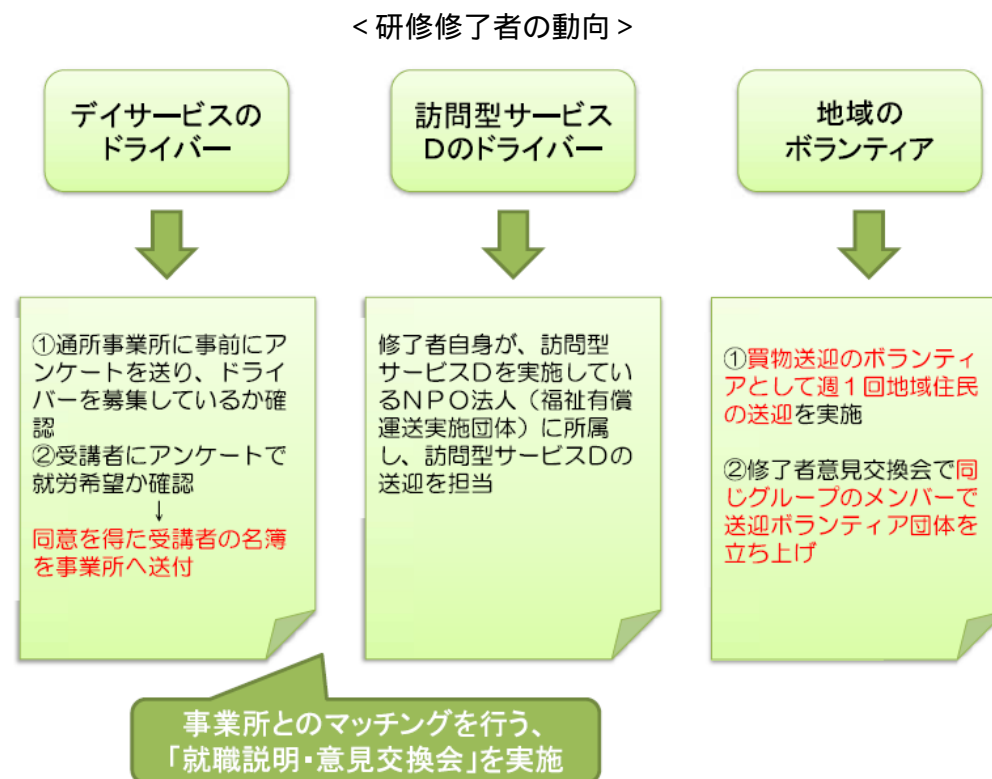 <研修修了者の動向>
デイサービスの
ドライバー
①通所事業所に事前にア
ンケートを送り、ドライ
バーを募集しているか確
認
②受講者にアンケートで
就労希望か確認
↓
同意を得た受講者の名簿
を事業所へ送付
訪問型サービス
Dのドライバー
修了者自身が、訪問型
サービスDを実施してい
るNPO法人（福祉有償
運送実施団体）に所属
し、訪問型サービスDの
送迎を担当
地域の
ボランティア
①買物送迎のボランティ
アとして週１回地域住民
の送迎を実施
②修了者意見交換会で同
じグループのメンバーで
送迎ボランティア団体を
立ち上げ
事業所とのマッチングを行う、
「就職説明・意見交換会」を実施